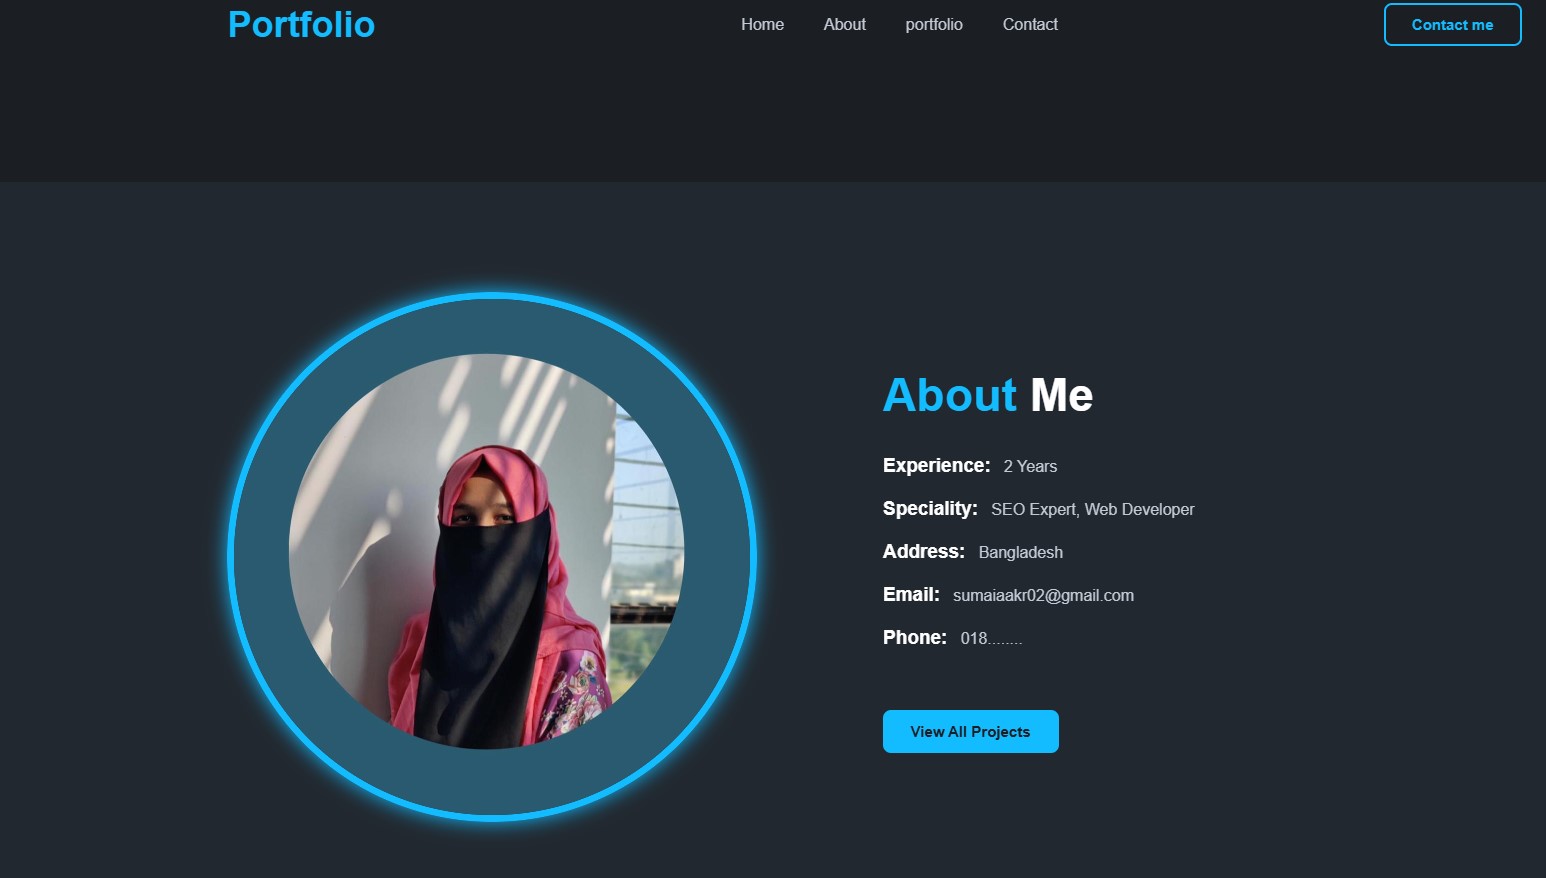 Portfolio Home About portfolio Contact Contact me
About Me
Experience: 2 Years
Speciality: SEO Expert, Web Developer
Address: Bangladesh
Email: sumaiaakr02@gmail.com
Phone: 018........
View All Projects